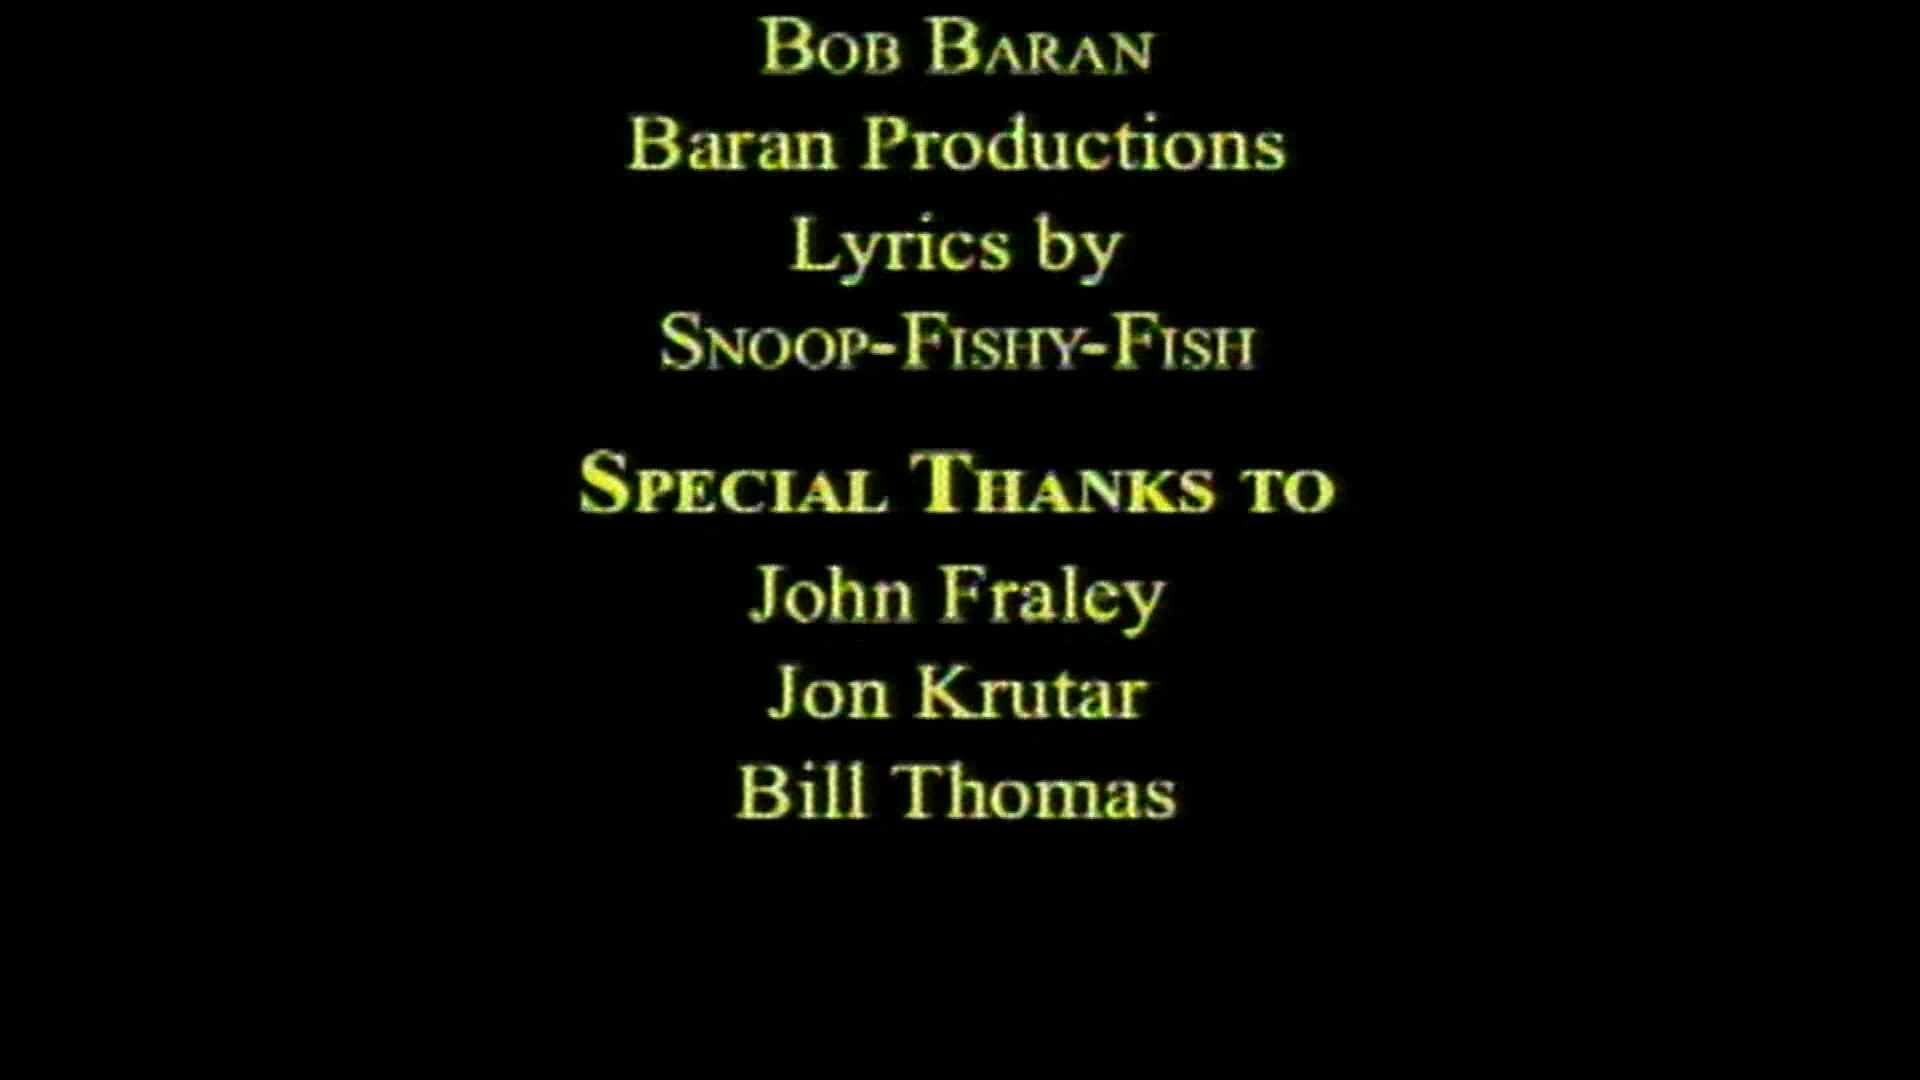 Bob Baran
Baran Productions
Lyrics by
Snoop-Fishy-Fish
Special Thanks to
John Fraley
Jon Krutar
Bill Thomas